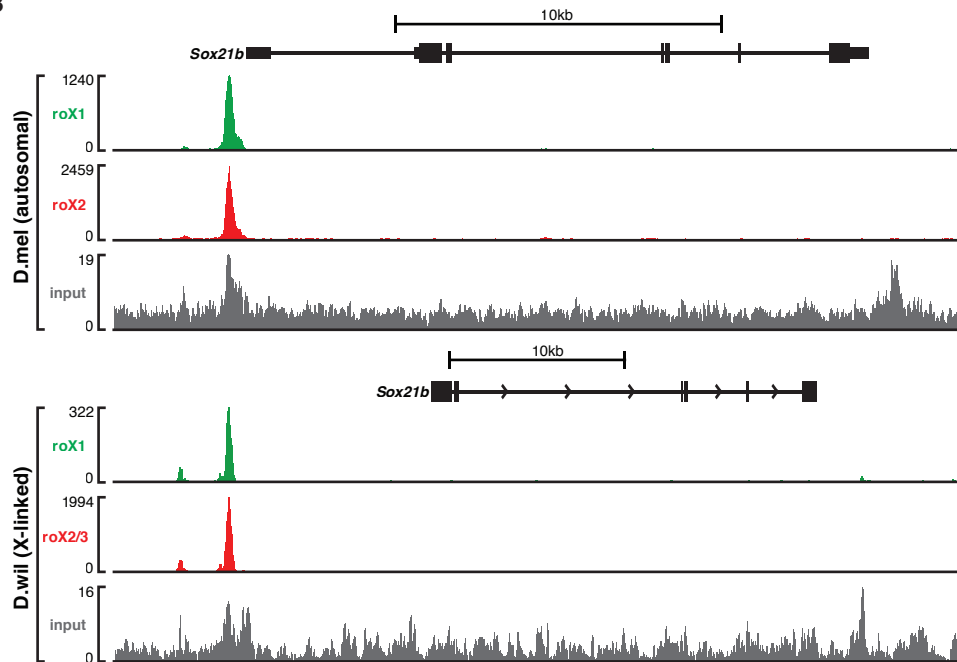 10kb
Sox21b
D.mel (autosomal)
1240
roX1
0
2459
roX2
0
19
input
0
10kb
Sox21b
D.wil (X-linked)
322
roX1
0
1994
roX2/3
0
16
input
0